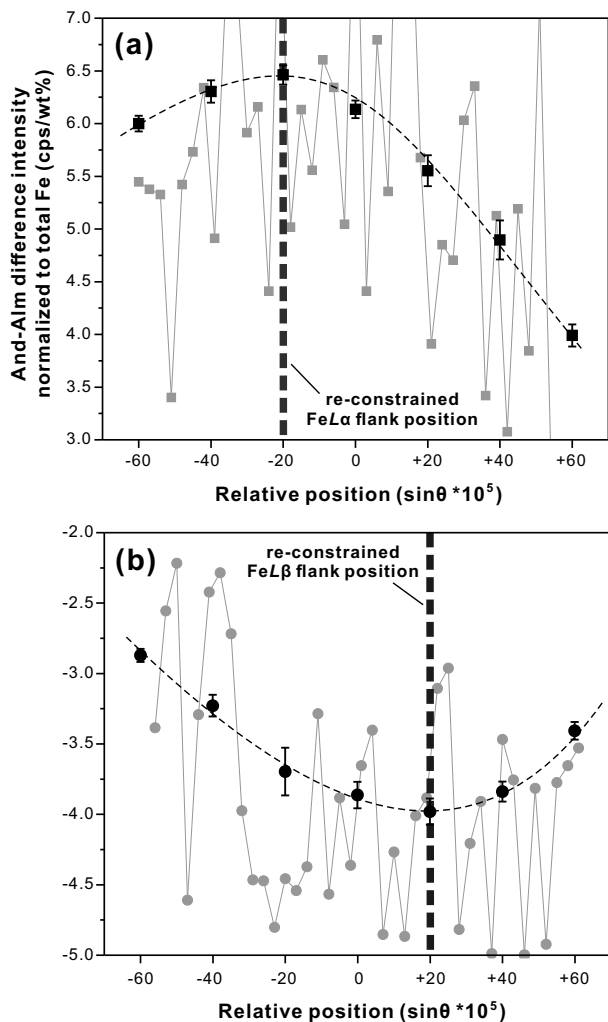 (a)
And-Alm difference intensity
normalized to total Fe (cps/wt%)
7.0
6.5
6.0
5.5
5.0
4.5
4.0
3.5
3.0
re-constrained
FeLα flank position
-60 -40 -20 0 +20 +40 +60
Relative position (sinθ *10⁵)
(b)
-2.0
-2.5
-3.0
-3.5
-4.0
-4.5
-5.0
re-constrained
FeLβ flank position
-60 -40 -20 0 +20 +40 +60
Relative position (sinθ *10⁵)